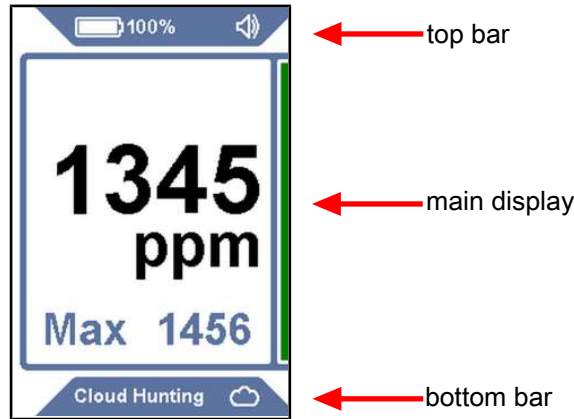 100%
top bar
1345
ppm
main display
Max 1456
Cloud Hunting
bottom bar